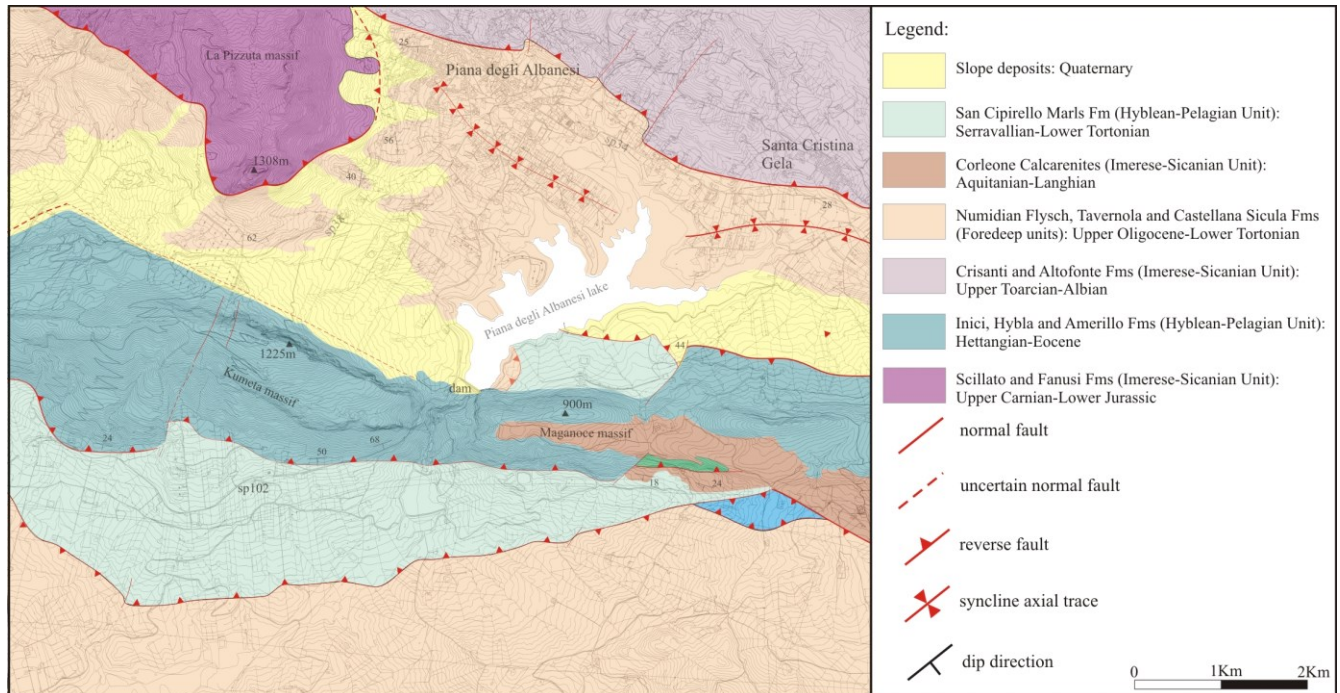 La Pizzuta massif
25
Piana degli Albanesi
56
sp34
Santa Cristina
Gela
1308m
40
28
sp1k
62
Piana degli Albanesi lake
44
1225m
dam
Kumeta massif
900m
Maganoce massif
24
68
50
18
24
sp102
Legend:
Slope deposits: Quaternary
San Cipirello Marls Fm (Hyblean-Pelagian Unit):
Serravallian-Lower Tortonian
Corleone Calcarenites (Imerese-Sicanian Unit):
Aquitanian-Langhian
Numidian Flysch, Tavernola and Castellana Sicula Fms
(Foredeep units): Upper Oligocene-Lower Tortonian
Crisanti and Altofonte Fms (Imerese-Sicanian Unit):
Upper Toarcian-Albian
Inici, Hybla and Amerillo Fms (Hyblean-Pelagian Unit):
Hettangian-Eocene
Scillato and Fanusi Fms (Imerese-Sicanian Unit):
Upper Carnian-Lower Jurassic
normal fault
uncertain normal fault
reverse fault
syncline axial trace
dip direction
0 1Km 2Km